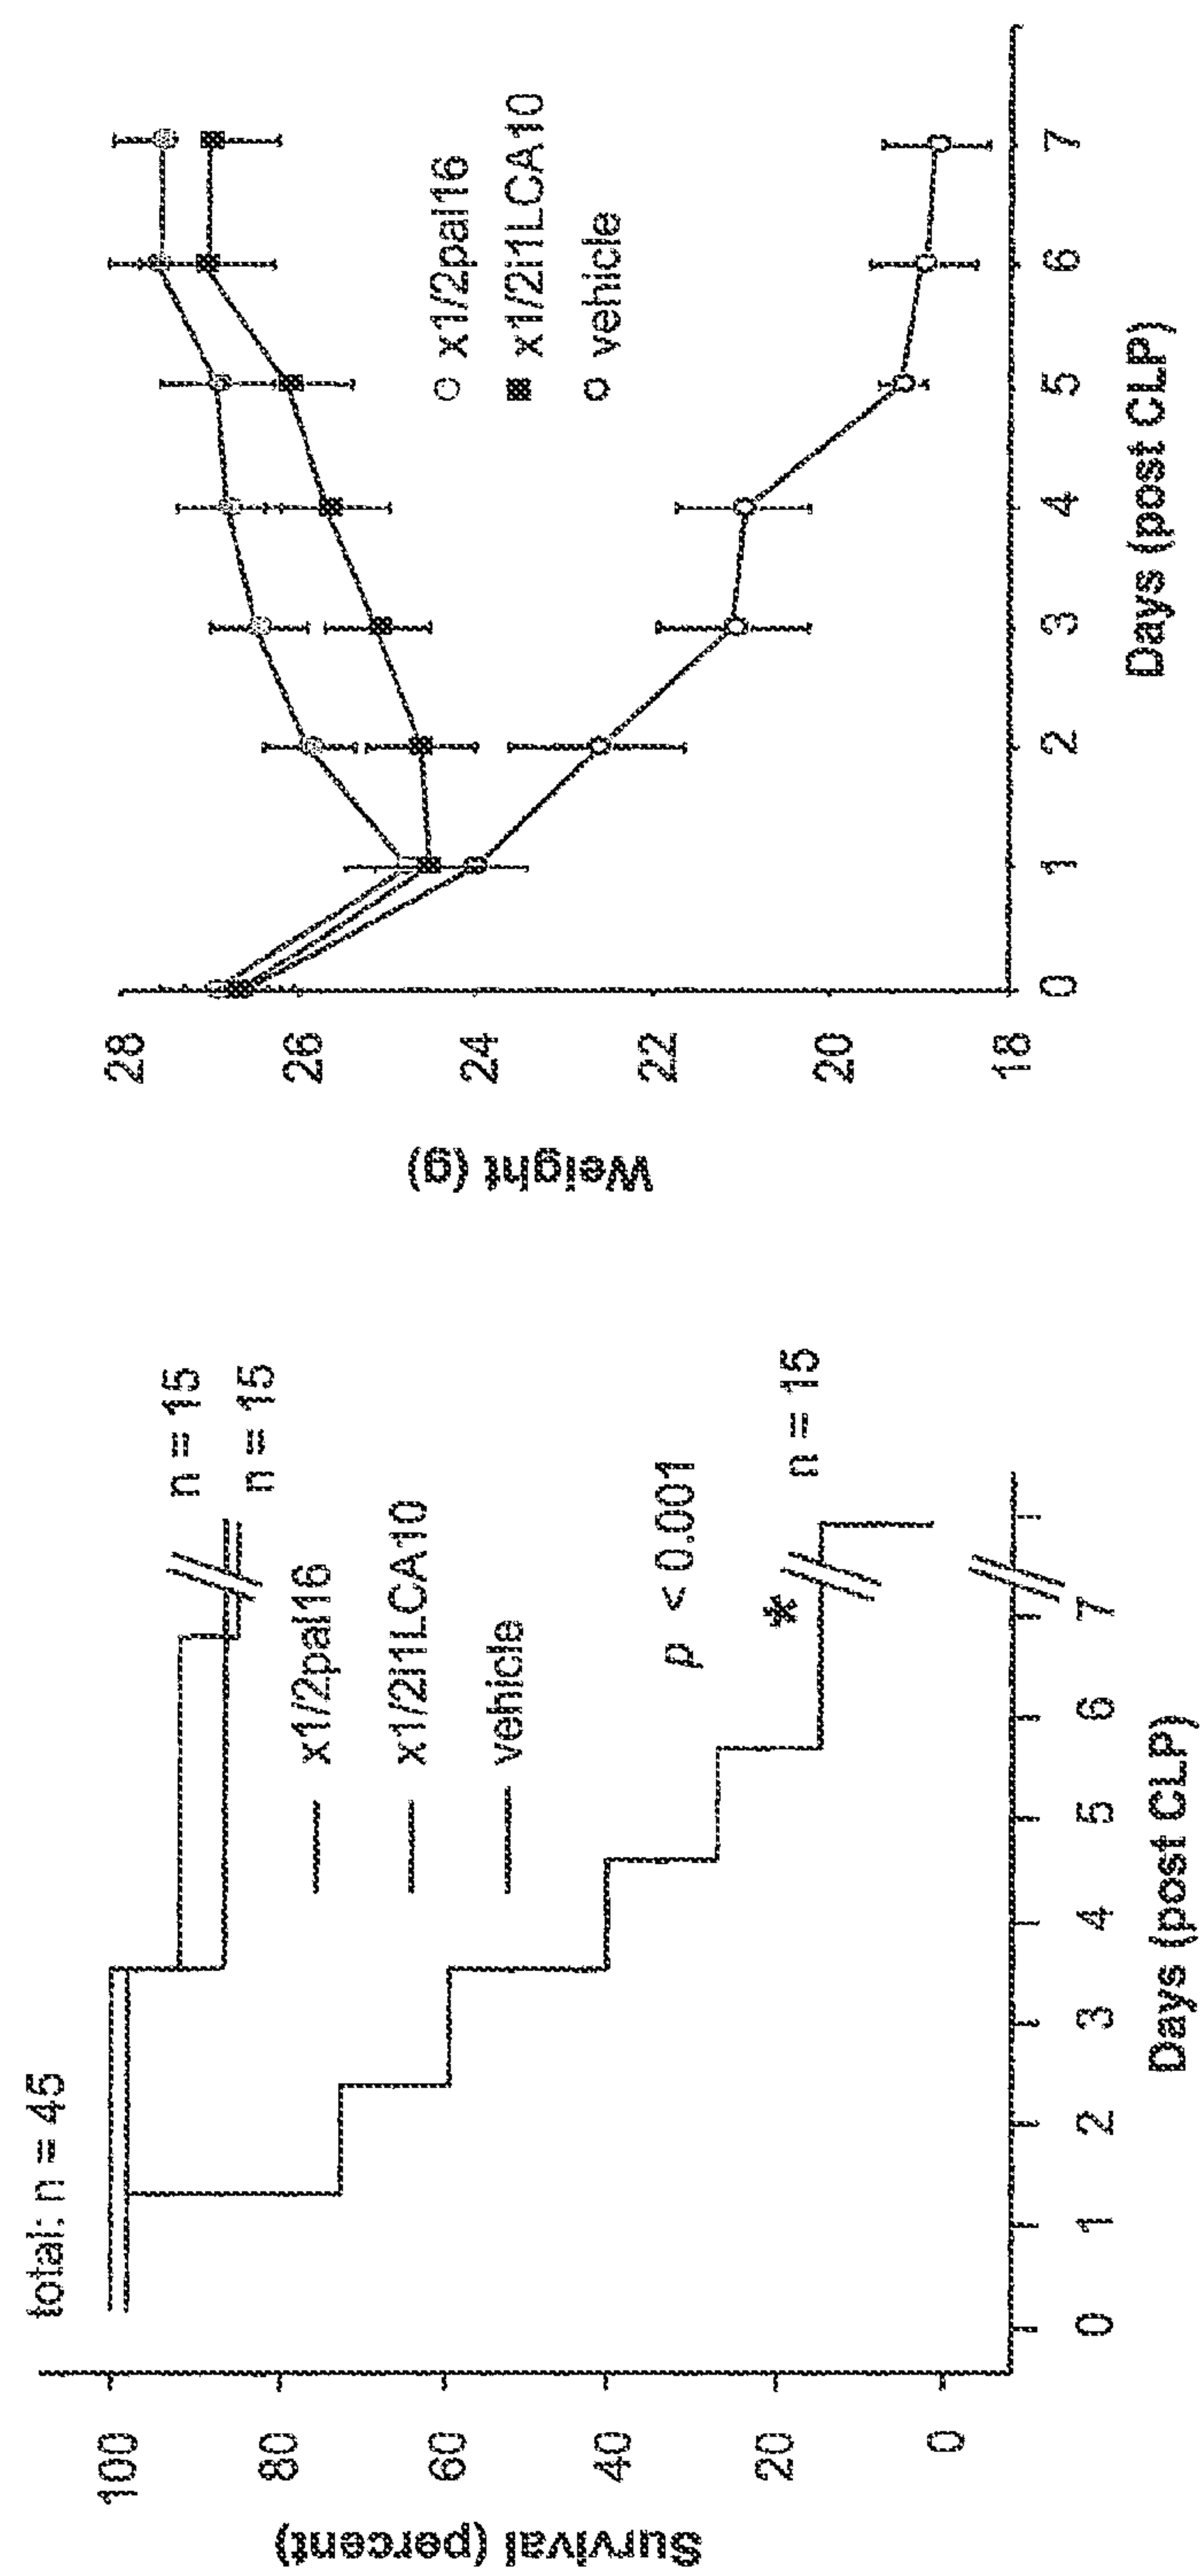 total: n = 45
n = 15
n = 15
x1/2pal16
x1/2i1LCA10
vehicle
p < 0.001
*
n = 15
100
80
60
40
20
0
Survival (percent)
0 1 2 3 4 5 6 7
Days (post CLP)
28
26
24
22
20
18
Weight (g)
x1/2pal16
x1/2i1LCA10
vehicle
0 1 2 3 4 5 6 7
Days (post CLP)